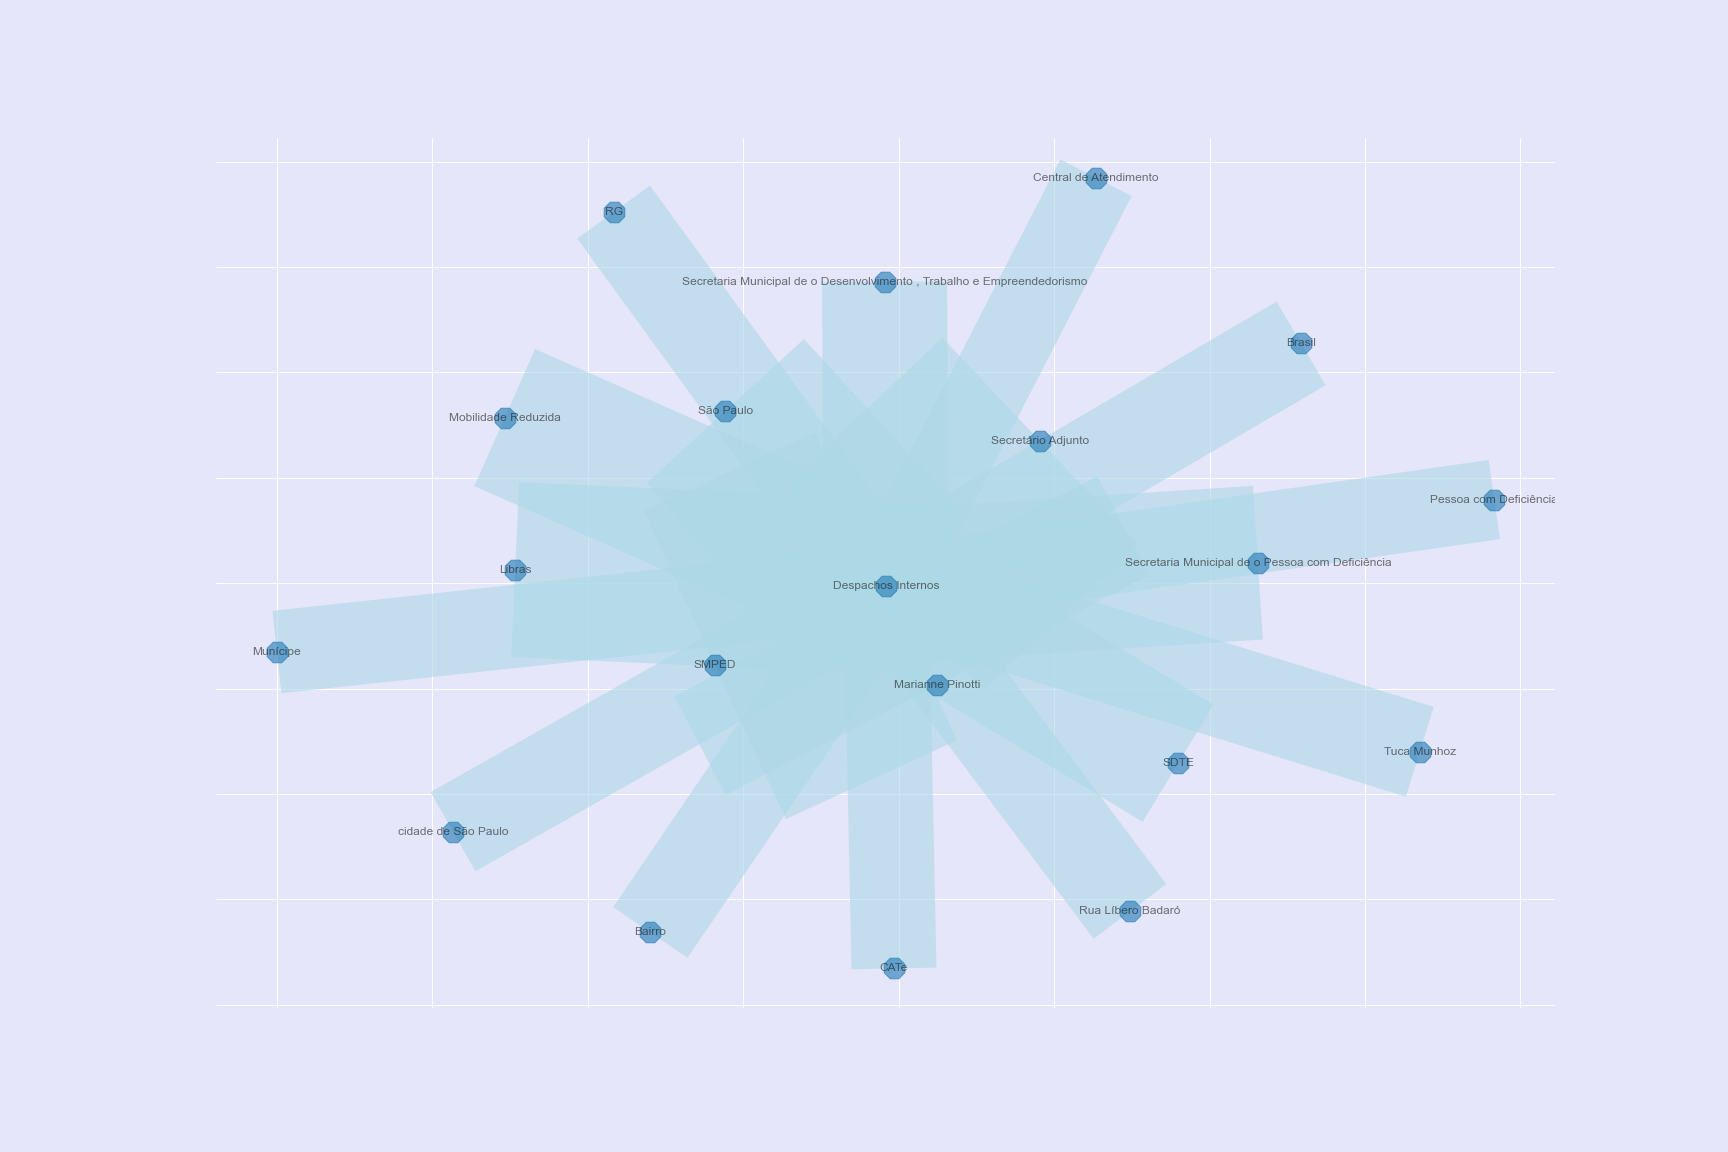 Central de Atendimento
RG
Secretaria Municipal de o Desenvolvimento , Trabalho e Empreendedorismo
Brasil
São Paulo
Mobilidade Reduzida
Secretário Adjunto
Pessoa com Deficiência
Secretaria Municipal de o Pessoa com Deficiência
Libras
Despachos Internos
Munícipe
SMPED
Marianne Pinotti
Tuca Munhoz
SDTE
cidade de São Paulo
Rua Líbero Badaró
Bairro
CATe